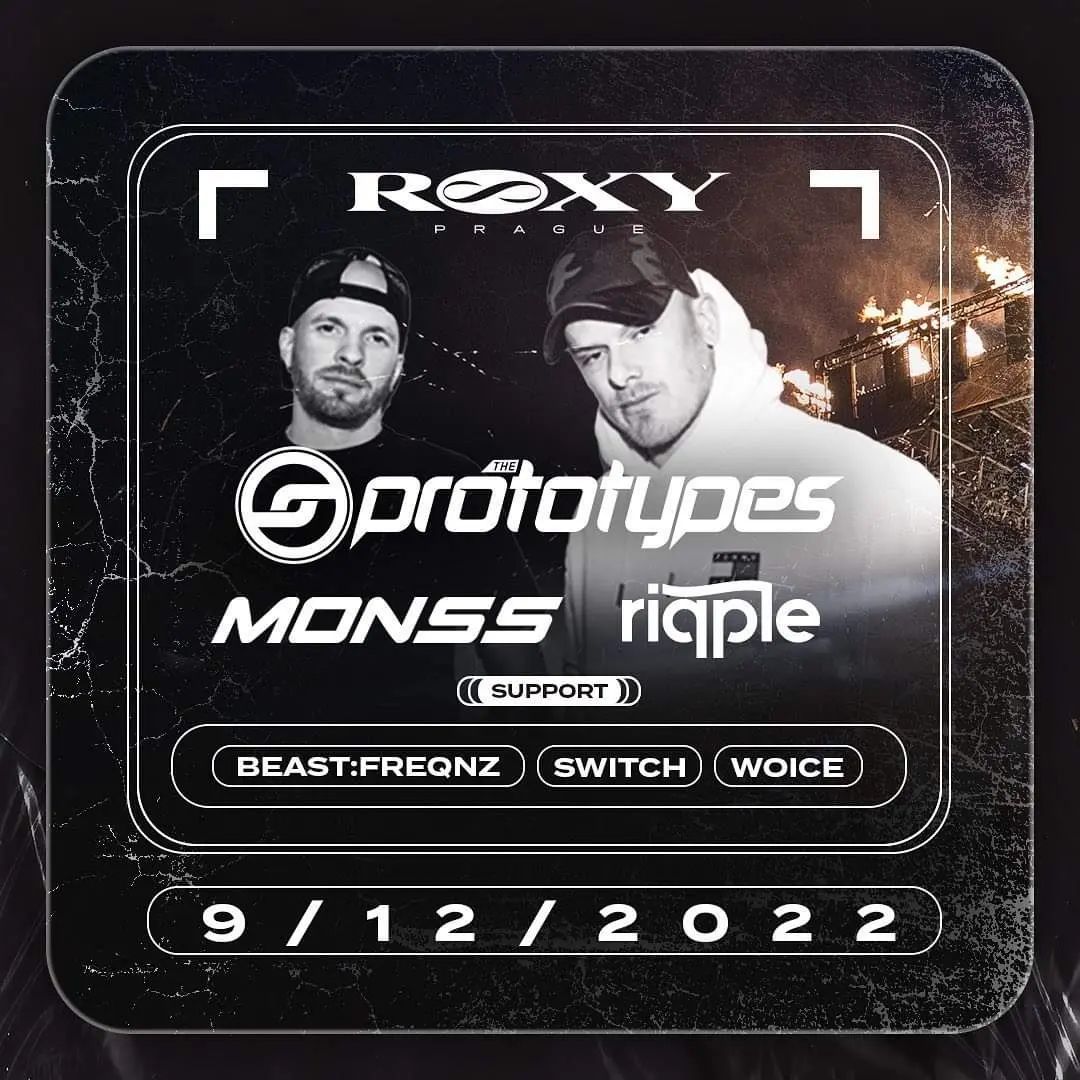 ROXY
PRAGUE
THE
prototypes
MONSS riqple
SUPPORT
BEAST:FREQNZ SWITCH WOICE
9/12/2022